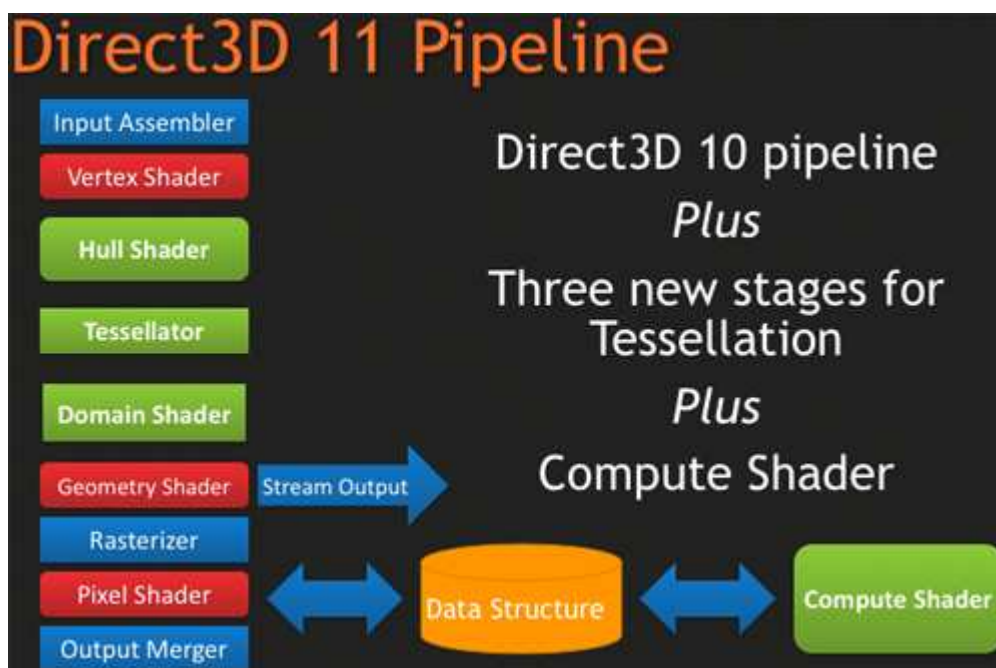 Direct3D 11 Pipeline
Input Assembler
Vertex Shader
Hull Shader
Tessellator
Domain Shader
Geometry Shader
Stream Output
Rasterizer
Pixel Shader
Output Merger
Direct3D 10 pipeline
Plus
Three new stages for
Tessellation
Plus
Compute Shader
Data Structure
Compute Shader